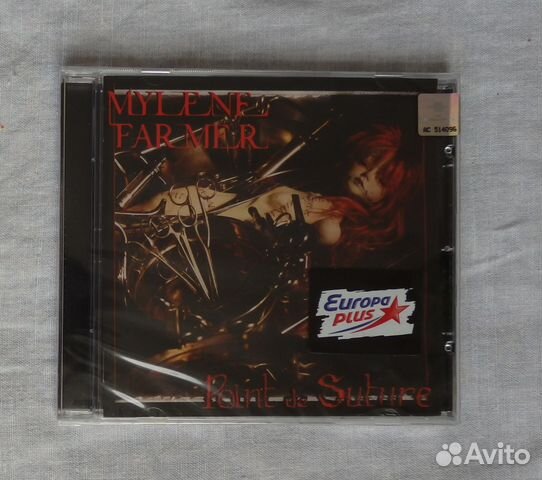 MYLENE
FARMER
AC 514096
EUROPA
PLUS
Point de Suture
Avito